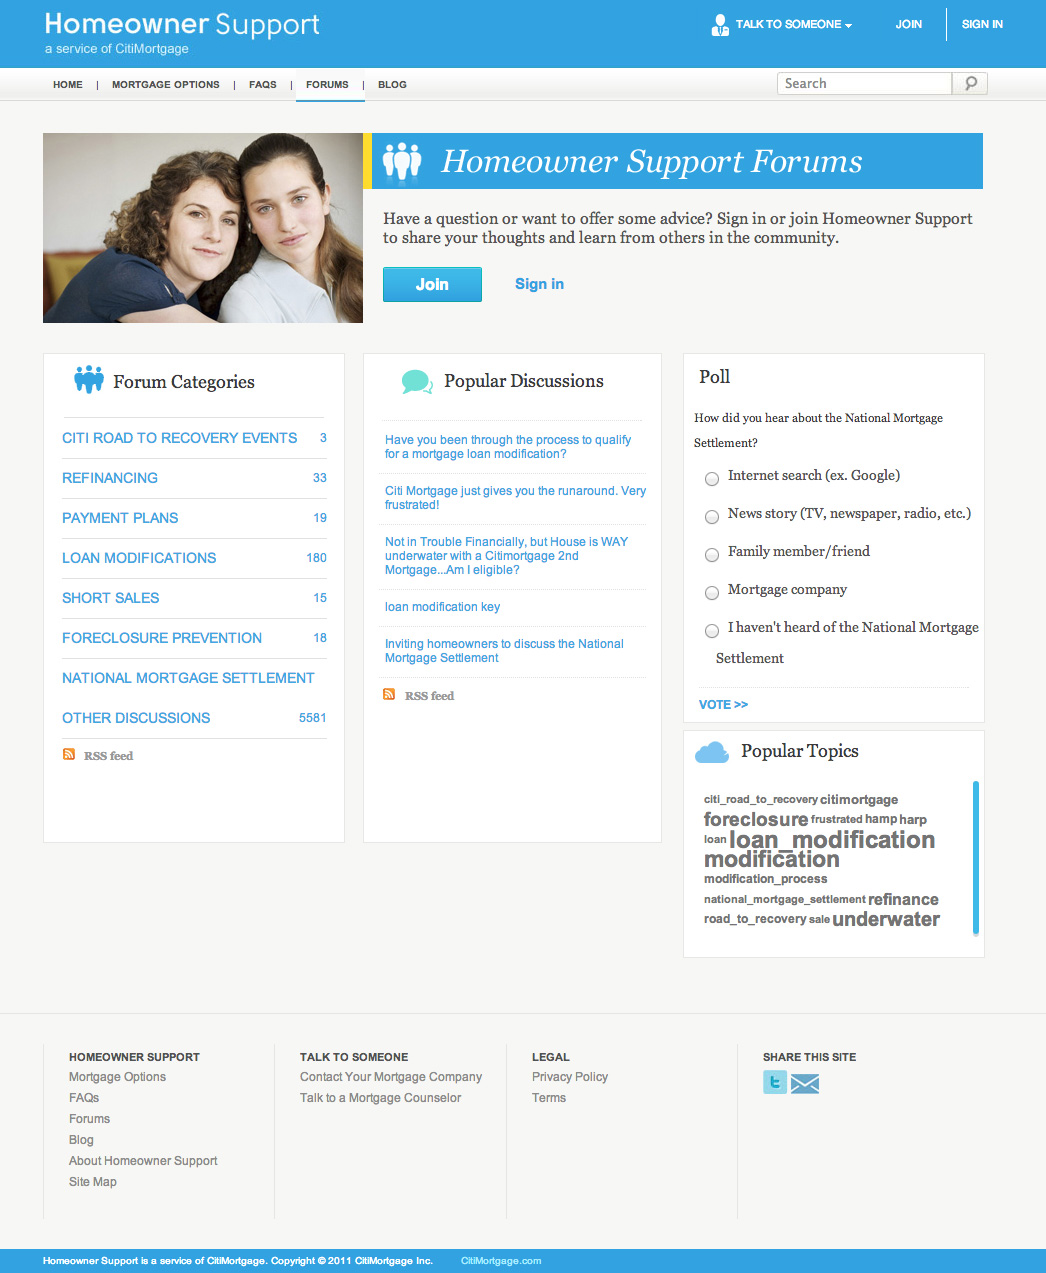 Homeowner Support
a service of CitiMortgage
TALK TO SOMEONE
JOIN
SIGN IN
HOME | MORTGAGE OPTIONS | FAQS | FORUMS | BLOG
Search
Homeowner Support Forums
Have a question or want to offer some advice? Sign in or join Homeowner Support
to share your thoughts and learn from others in the community.
Join
Sign in
Forum Categories
CITI ROAD TO RECOVERY EVENTS 3
REFINANCING 33
PAYMENT PLANS 19
LOAN MODIFICATIONS 180
SHORT SALES 15
FORECLOSURE PREVENTION 18
NATIONAL MORTGAGE SETTLEMENT
OTHER DISCUSSIONS 5581
RSS feed
Popular Discussions
Have you been through the process to qualify
for a mortgage loan modification?
Citi Mortgage just gives you the runaround. Very
frustrated!
Not in Trouble Financially, but House is WAY
underwater with a Citimortgage 2nd
Mortgage...Am I eligible?
loan modification key
Inviting homeowners to discuss the National
Mortgage Settlement
RSS feed
Poll
How did you hear about the National Mortgage
Settlement?
Internet search (ex. Google)
News story (TV, newspaper, radio, etc.)
Family member/friend
Mortgage company
I haven't heard of the National Mortgage
Settlement
VOTE >>
Popular Topics
citi_road_to_recovery citimortgage
foreclosure frustrated hamp harp
loan loan_modification
modification
modification_process
national_mortgage_settlement refinance
road_to_recovery sale underwater
HOMEOWNER SUPPORT
Mortgage Options
FAQs
Forums
Blog
About Homeowner Support
Site Map
TALK TO SOMEONE
Contact Your Mortgage Company
Talk to a Mortgage Counselor
LEGAL
Privacy Policy
Terms
SHARE THIS SITE
t
Homeowner Support is a service of CitiMortgage. Copyright © 2011 CitiMortgage Inc.
CitiMortgage.com